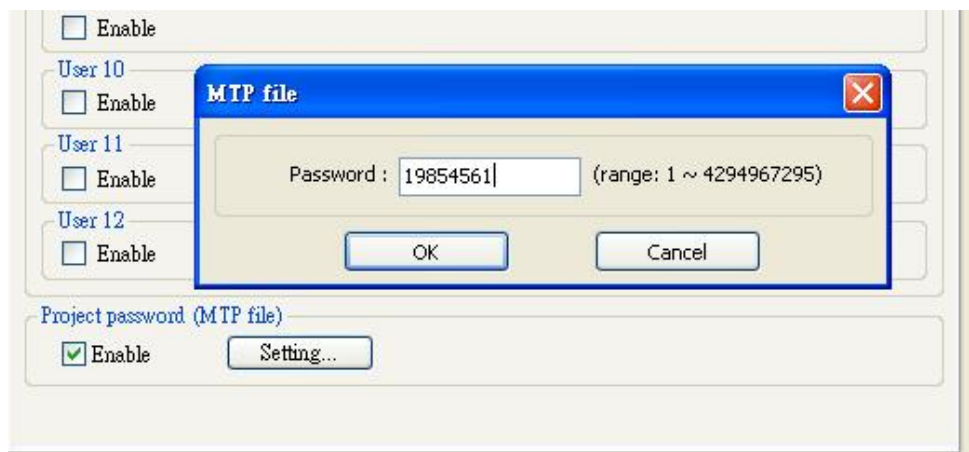 Enable
User 10
Enable
MTP file
User 11
Enable
Password : 19854561 (range: 1 ~ 4294967295)
User 12
Enable
OK Cancel
Project password (MTP file)
Enable Setting...